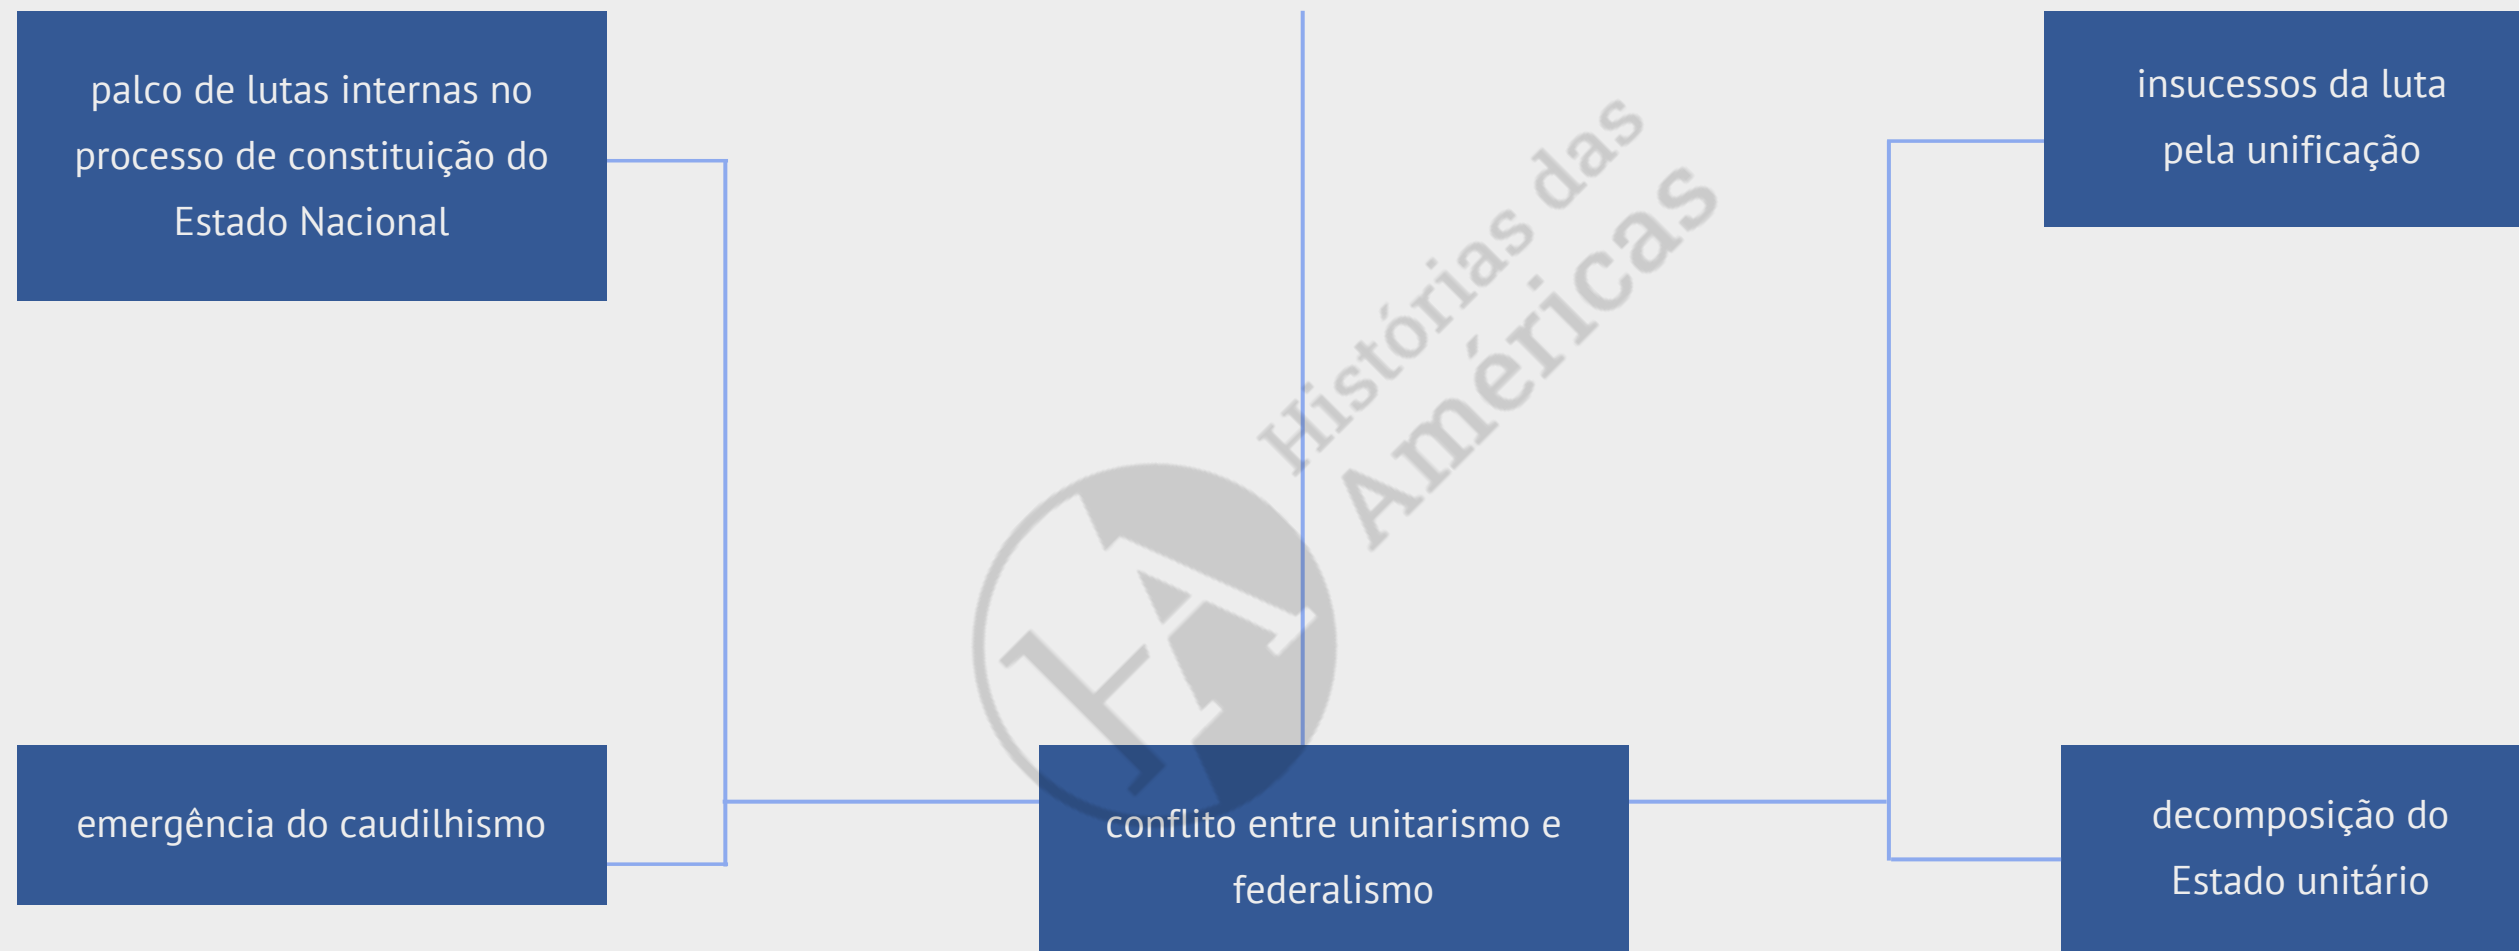 palco de lutas internas no
processo de constituição do
Estado Nacional
insucessos da luta
pela unificação
Histórias das
Américas
emergência do caudilhismo
conflito entre unitarismo e
federalismo
decomposição do
Estado unitário